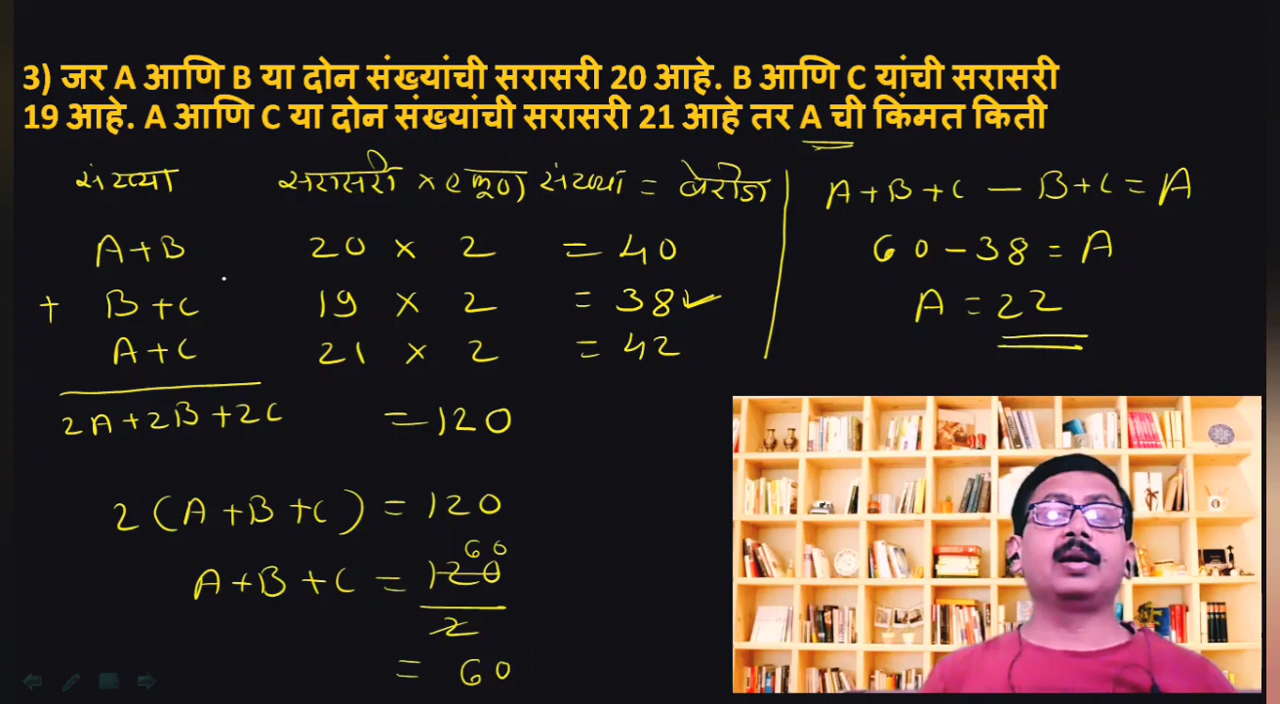 3) जर A आणि B या दोन संख्यांची सरासरी 20 आहे. B आणि C यांची सरासरी
19 आहे. A आणि C या दोन संख्यांची सरासरी 21 आहे तर A ची किंमत किती
संख्या सरासरी × एकूण संख्या = बेरीज
A+B 20 × 2 = 40
+ B+C 19 × 2 = 38✓
A+C 21 × 2 = 42
2A+2B+2C = 120
2(A+B+C) = 120
60
A+B+C = 120
2
= 60
A+B+C - B+C = A
60-38 = A
A = 22